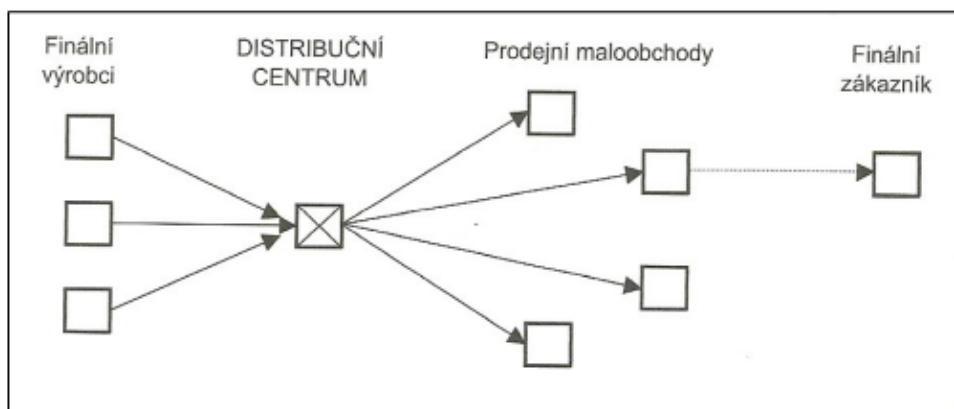 Finální
výrobci
DISTRIBUČNÍ
CENTRUM
Prodejní maloobchody
Finální
zákazník